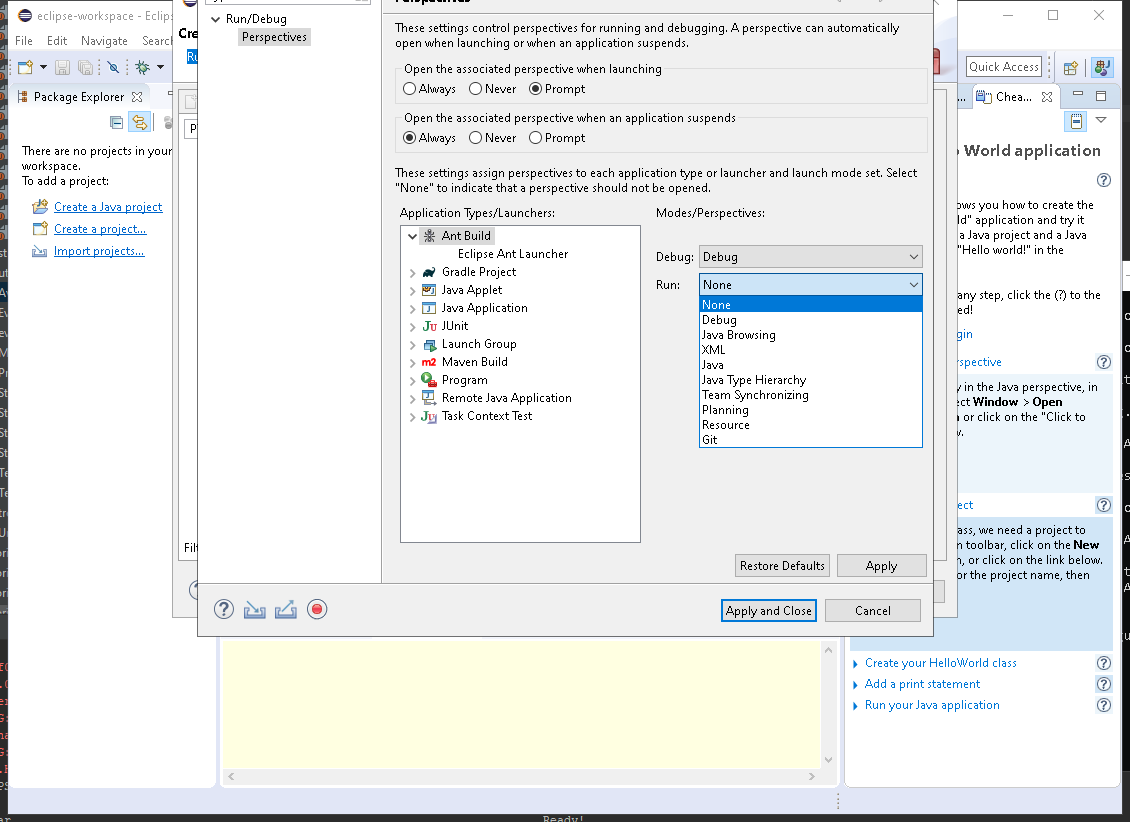 eclipse-workspace - Eclips
File Edit Navigate Search
Package Explorer
There are no projects in your
workspace.
To add a project:
Create a Java project
Create a project...
Import projects...
Cre
Filt
Run/Debug
Perspectives
These settings control perspectives for running and debugging. A perspective can automatically
open when launching or when an application suspends.
Open the associated perspective when launching
Always Never Prompt
Open the associated perspective when an application suspends
Always Never Prompt
These settings assign perspectives to each application type or launcher and launch mode set. Select
"None" to indicate that a perspective should not be opened.
Application Types/Launchers:
Ant Build
Eclipse Ant Launcher
Gradle Project
Java Applet
Java Application
JUnit
Launch Group
Maven Build
Program
Remote Java Application
Task Context Test
Modes/Perspectives:
Debug: Debug
Run: None
None
Debug
Java Browsing
XML
Java
Java Type Hierarchy
Team Synchronizing
Planning
Resource
Git
Restore Defaults Apply
Apply and Close Cancel
Quick Access
... Chea...
o World application
ows you how to create the
ld" application and try it
a Java project and a Java
"Hello world!" in the
any step, click the (?) to the
ed!
gin
rspective
y in the Java perspective, in
ect Window > Open
or click on the "Click to
ect
ass, we need a project to
n toolbar, click on the New
n, or click on the link below.
or the project name, then
Create your HelloWorld class
Add a print statement
Run your Java application
Ready!